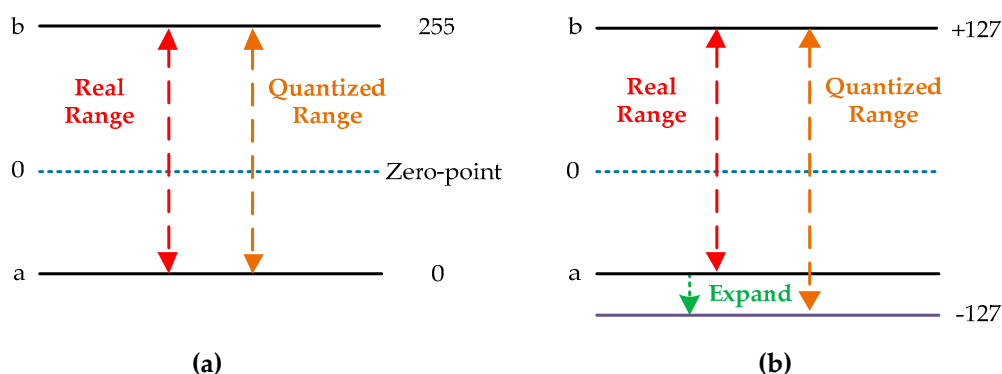 b
255
Real
Range
Quantized
Range
0
Zero-point
a
0
(a)
b
+127
Real
Range
Quantized
Range
0
a
Expand
-127
(b)